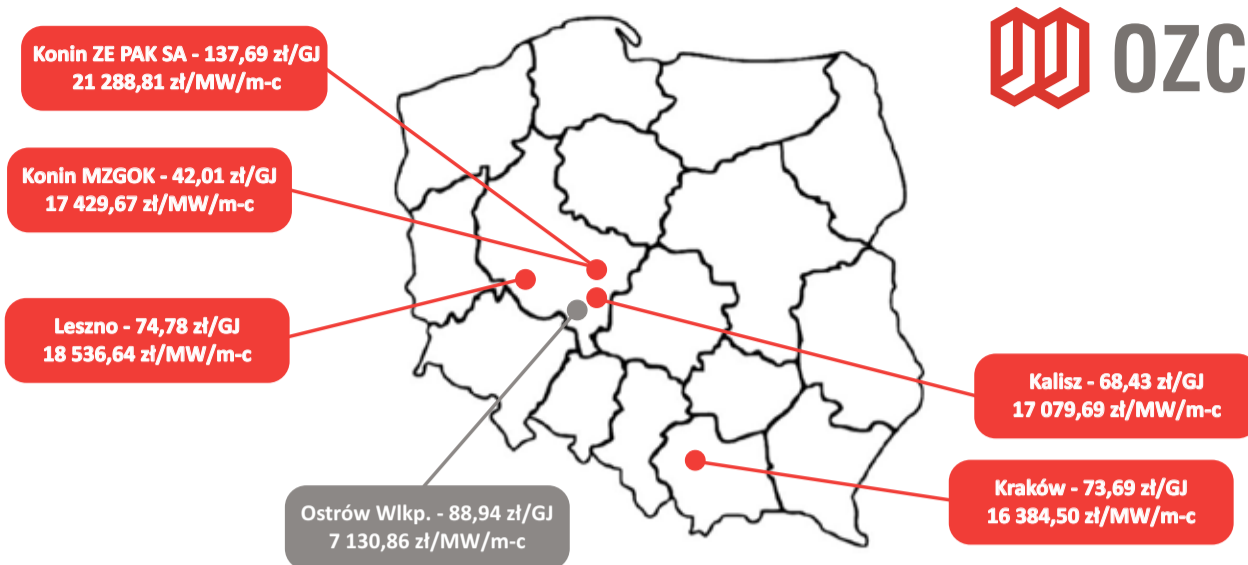 Konin ZE PAK SA - 137,69 zł/GJ
21 288,81 zł/MW/m-c
OZC
Konin MZGOK - 42,01 zł/GJ
17 429,67 zł/MW/m-c
Leszno - 74,78 zł/GJ
18 536,64 zł/MW/m-c
Kalisz - 68,43 zł/GJ
17 079,69 zł/MW/m-c
Kraków - 73,69 zł/GJ
16 384,50 zł/MW/m-c
Ostrów Wlkp. - 88,94 zł/GJ
7 130,86 zł/MW/m-c